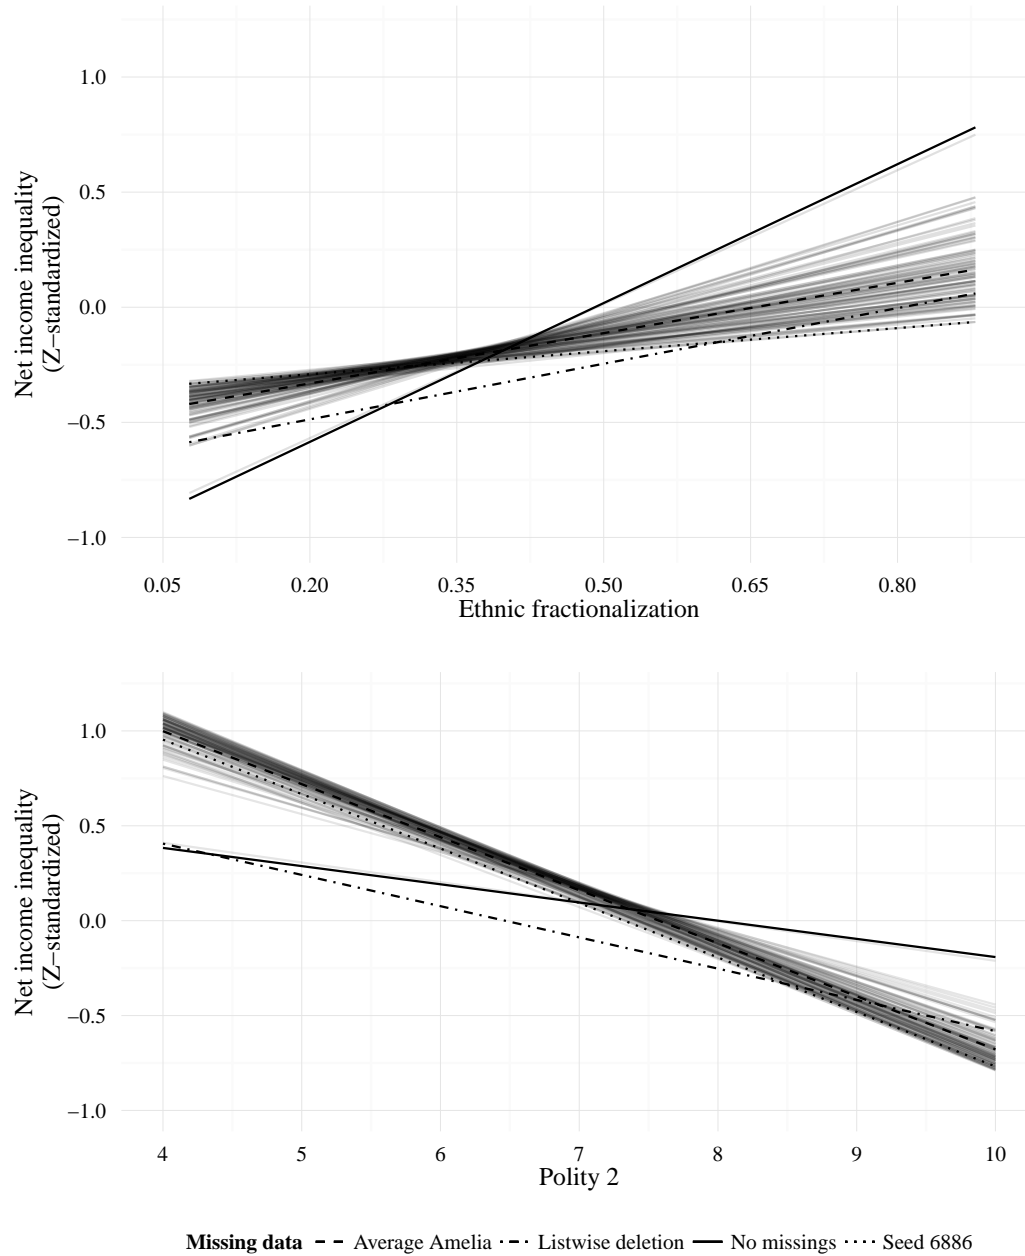 1.0
0.5
0.0
−0.5
−1.0
Net income inequality
(Z−standardized)
0.05 0.20 0.35 0.50 0.65 0.80
Ethnic fractionalization
1.0
0.5
0.0
−0.5
−1.0
Net income inequality
(Z−standardized)
4 5 6 7 8 9 10
Polity 2
Missing data Average Amelia Listwise deletion No missings Seed 6886